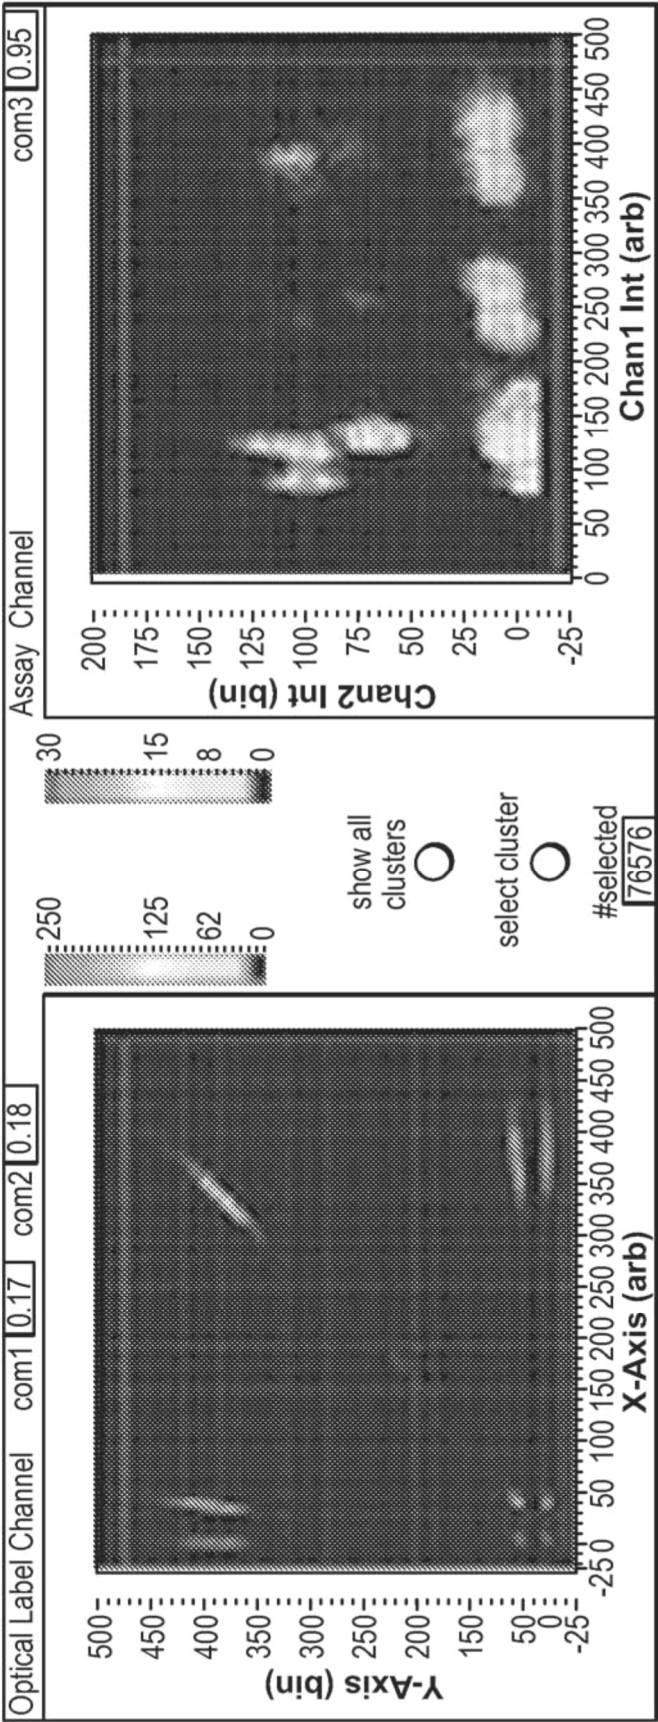 Optical Label Channel com1 0.17 com2 0.18
500
450
400
350
300
250
200
150
50
0
-25
Y-Axis (bin)
-25 0 50 100 150 200 250 300 350 400 450 500
X-Axis (arb)
250
125
62
0
30
15
8
0
show all
clusters
select cluster
#selected
76576
Assay Channel com3 0.95
200
175
150
125
100
75
50
25
0
-25
Chan2 Int (bin)
0 50 100 150 200 250 300 350 400 450 500
Chan1 Int (arb)